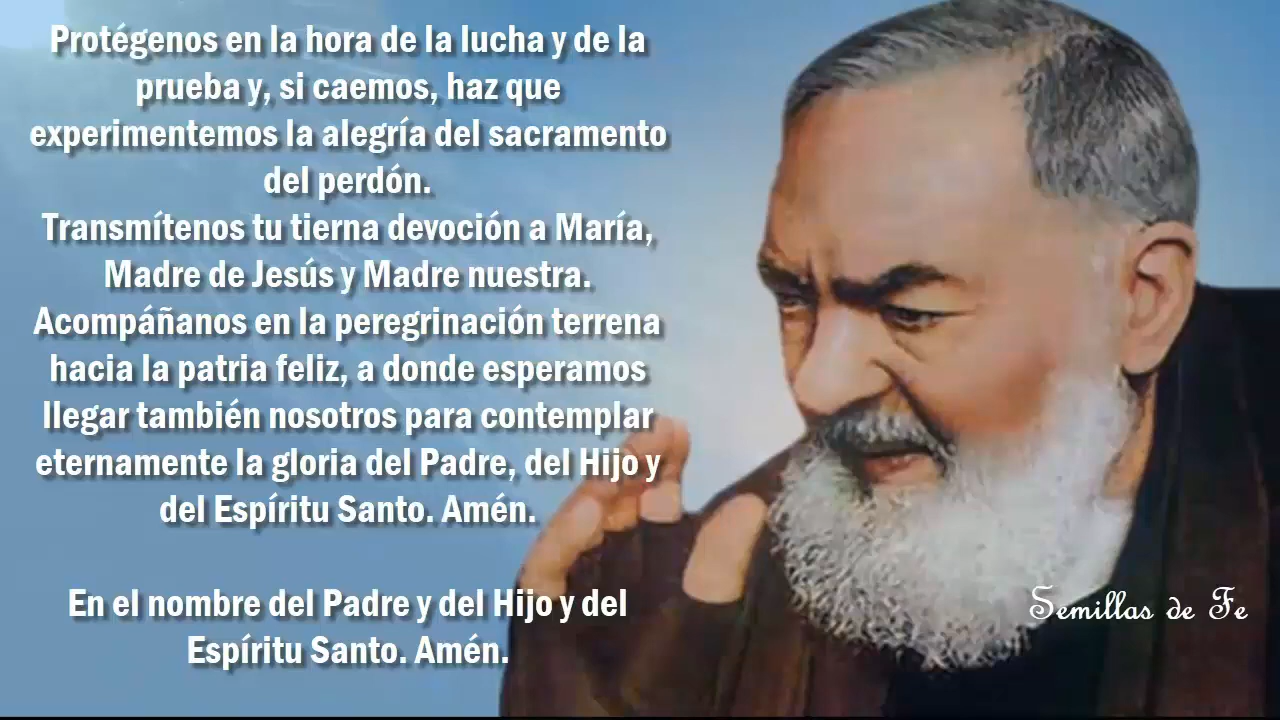 Protégenos en la hora de la lucha y de la
prueba y, si caemos, haz que
experimentemos la alegría del sacramento
del perdón.
Transmítenos tu tierna devoción a María,
Madre de Jesús y Madre nuestra.
Acompáñanos en la peregrinación terrena
hacia la patria feliz, a donde esperamos
llegar también nosotros para contemplar
eternamente la gloria del Padre, del Hijo y
del Espíritu Santo. Amén.
En el nombre del Padre y del Hijo y del
Espíritu Santo. Amén.
Semillas de Fe